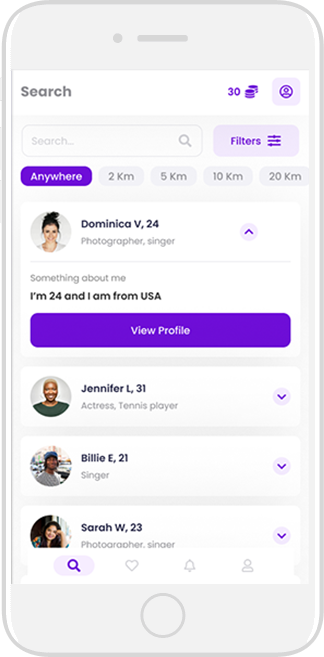 Search
30
Search...
Filters
Anywhere
2 Km
5 Km
10 Km
20 Km
Dominica V, 24
Photographer, singer
Something about me
I'm 24 and I am from USA
View Profile
Jennifer L, 31
Actress, Tennis player
Billie E, 21
Singer
Sarah W, 23
Photographer, singer